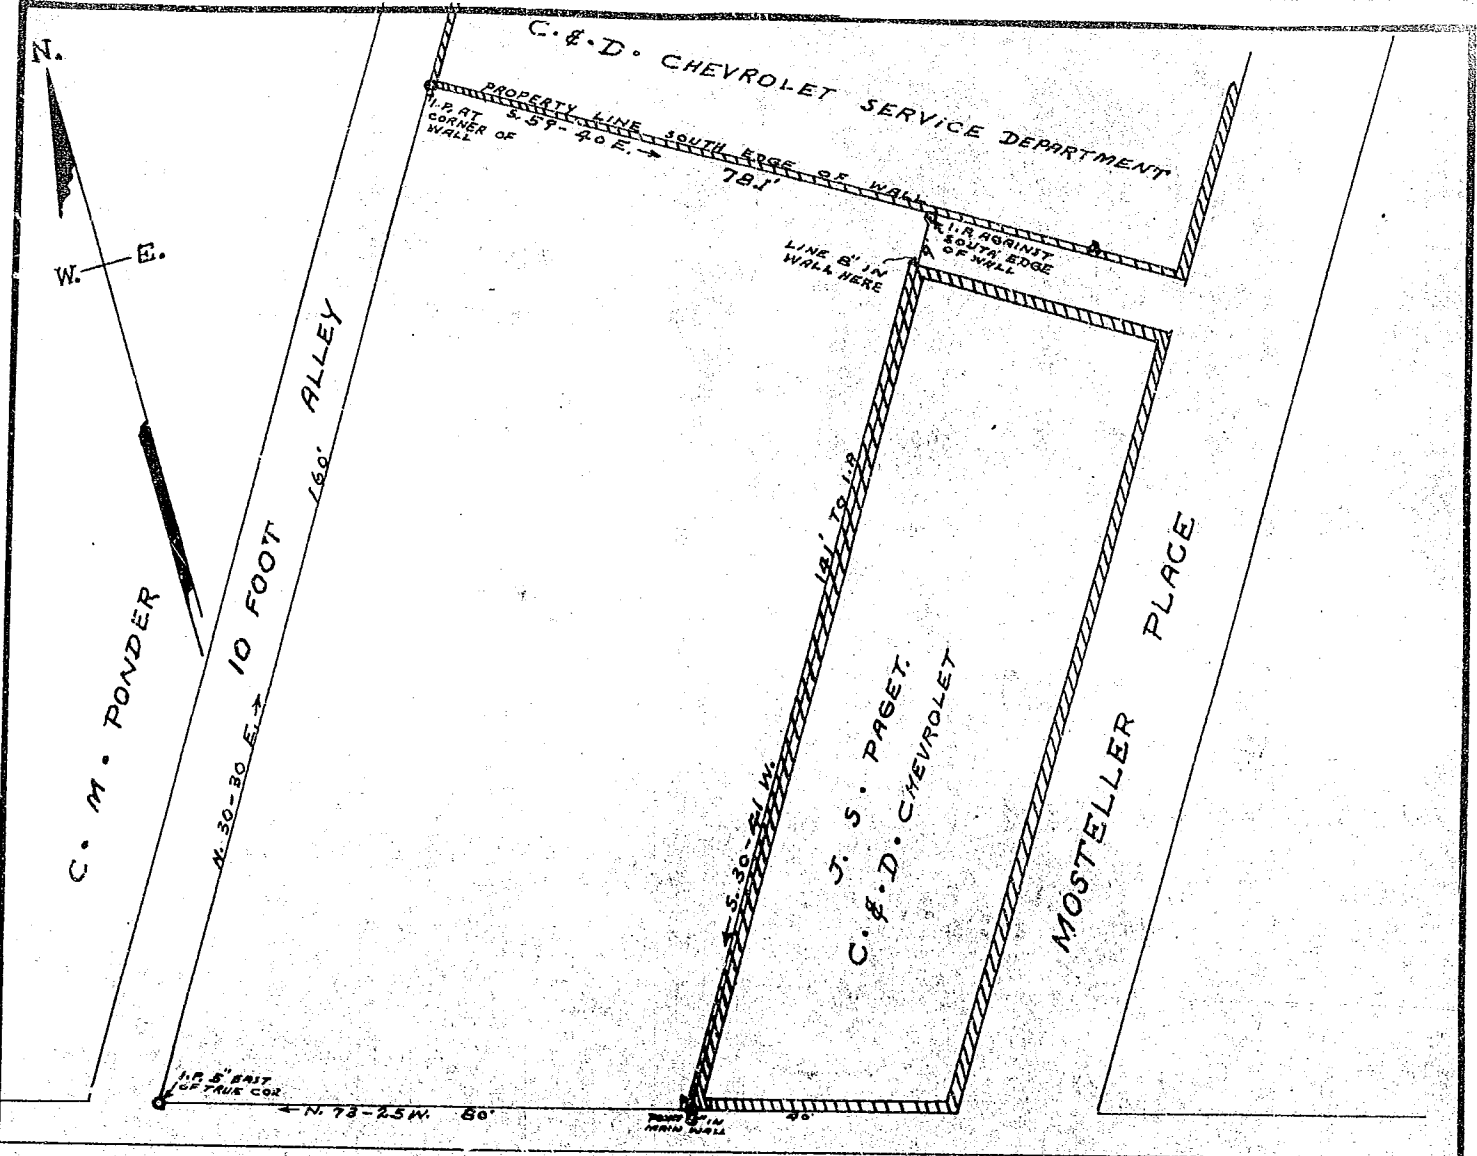 N.
W. E.
C. & D. CHEVROLET SERVICE DEPARTMENT
PROPERTY LINE SOUTH EDGE OF WALL
S. 59-40 E. →
78.1'
I.P. AT
CORNER OF
WALL
I.P. AGAINST
SOUTH EDGE
OF WALL
LINE 8" IN
WALL HERE
10 FOOT ALLEY
160'
N. 30-30 E. →
C. M. PONDER
141' TO I.P.
← S. 30-41 W.
J. S. PAGET.
C. & D. CHEVROLET
MOSTELLER PLACE
I.P. 5" EAST
OF TRUE COR
← N. 73-25 W. 80'
POINT IN
MAIN WALL
40'